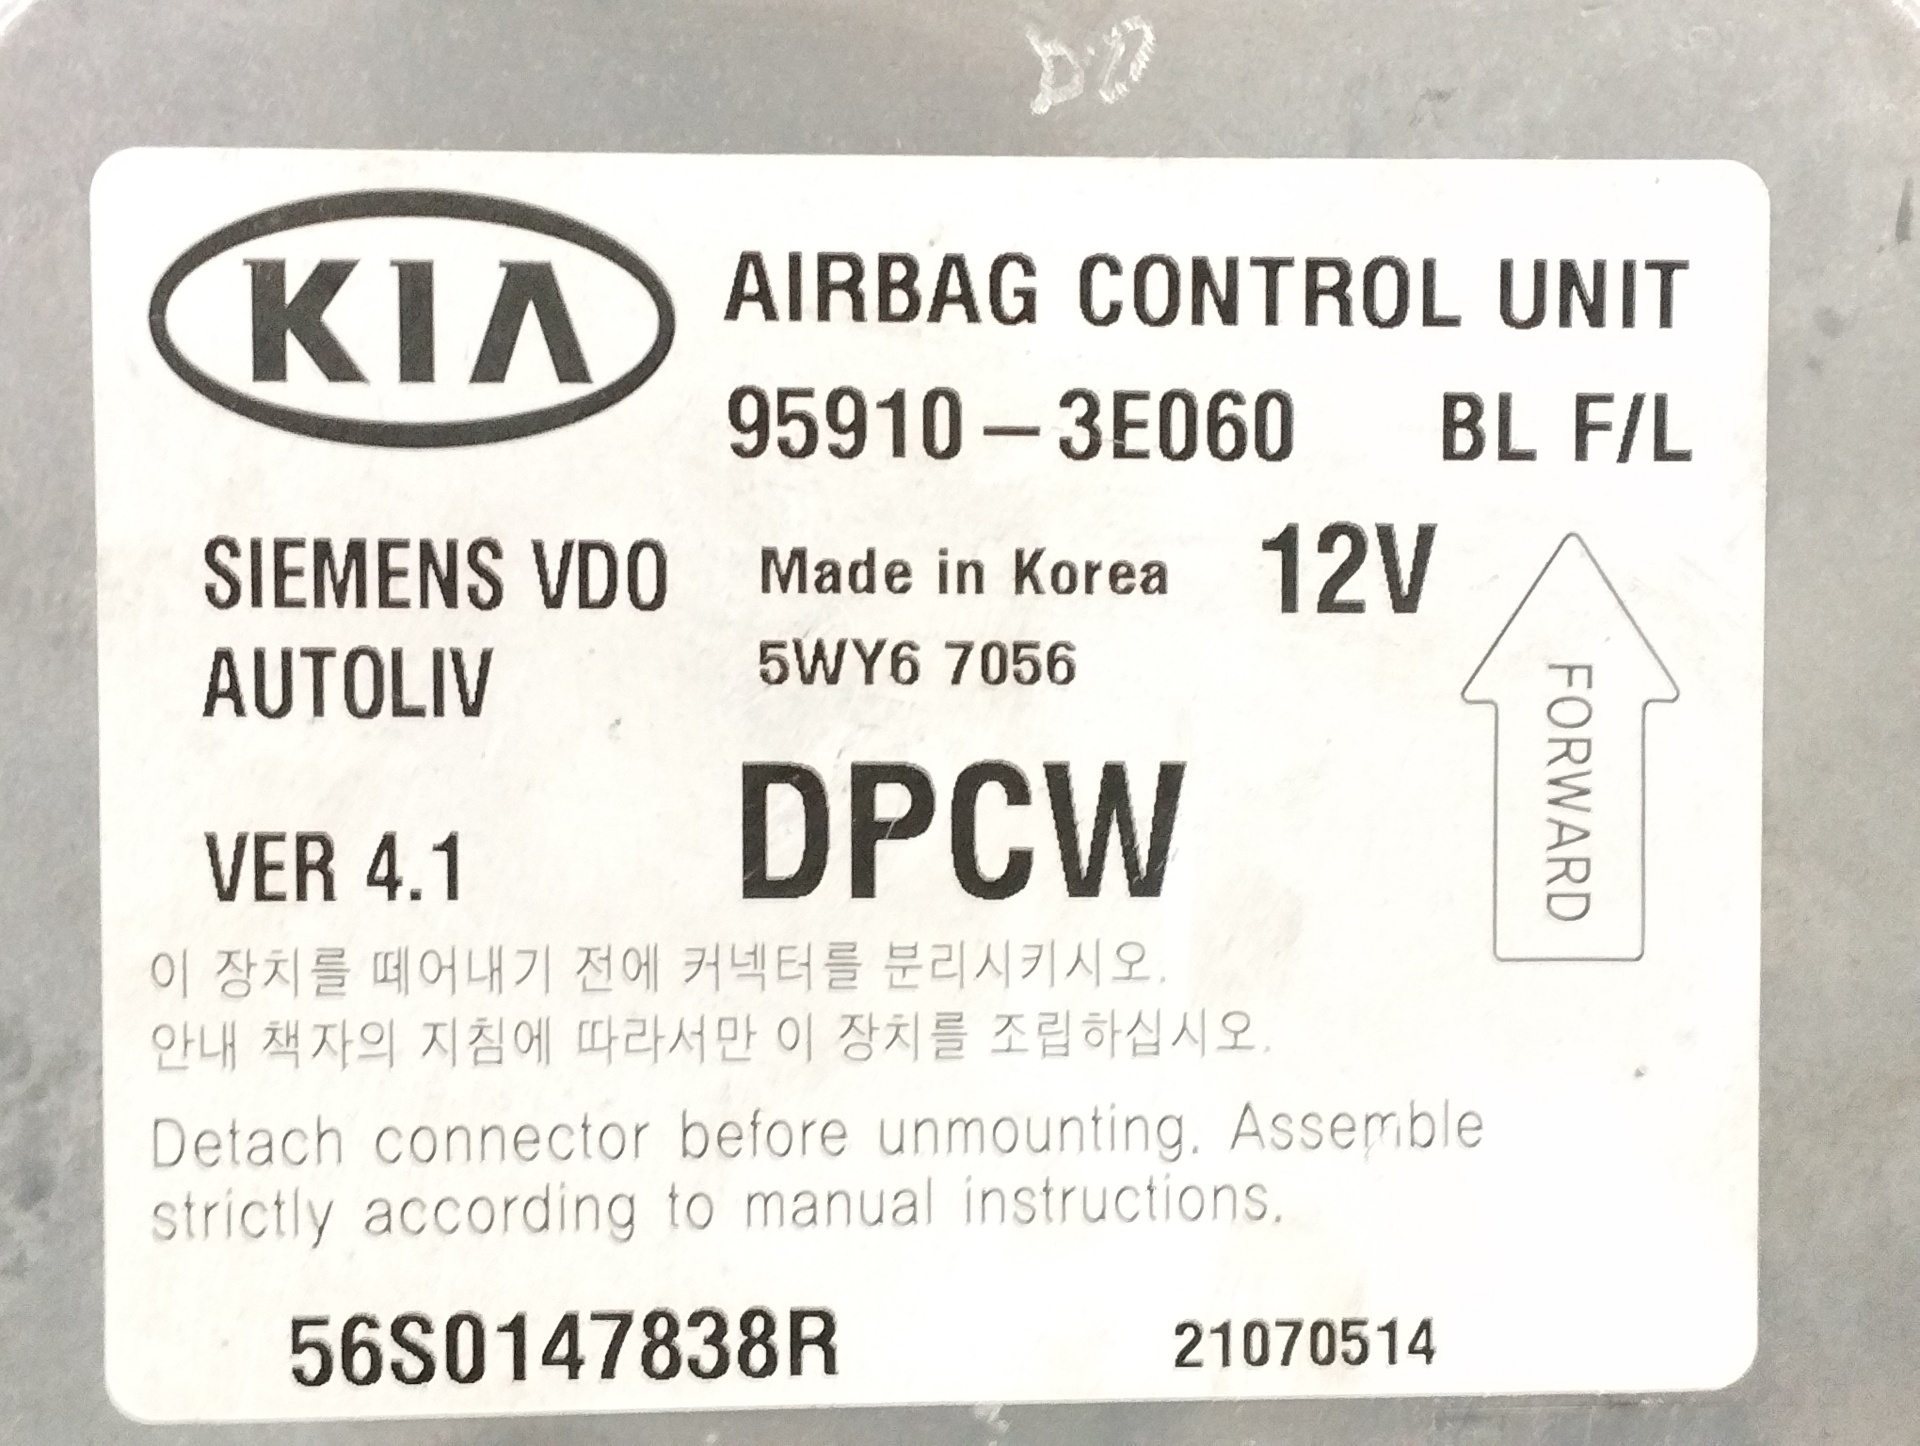 KIA
AIRBAG CONTROL UNIT
95910-3E060 BL F/L
SIEMENS VDO
AUTOLIV
Made in Korea
12V
5WY6 7056
FORWARD
VER 4.1
DPCW
이 장치를 떼어내기 전에 커넥터를 분리시키시오.
안내 책자의 지침에 따라서만 이 장치를 조립하십시오.
Detach connector before unmounting. Assemble
strictly according to manual instructions.
56S0147838R
21070514